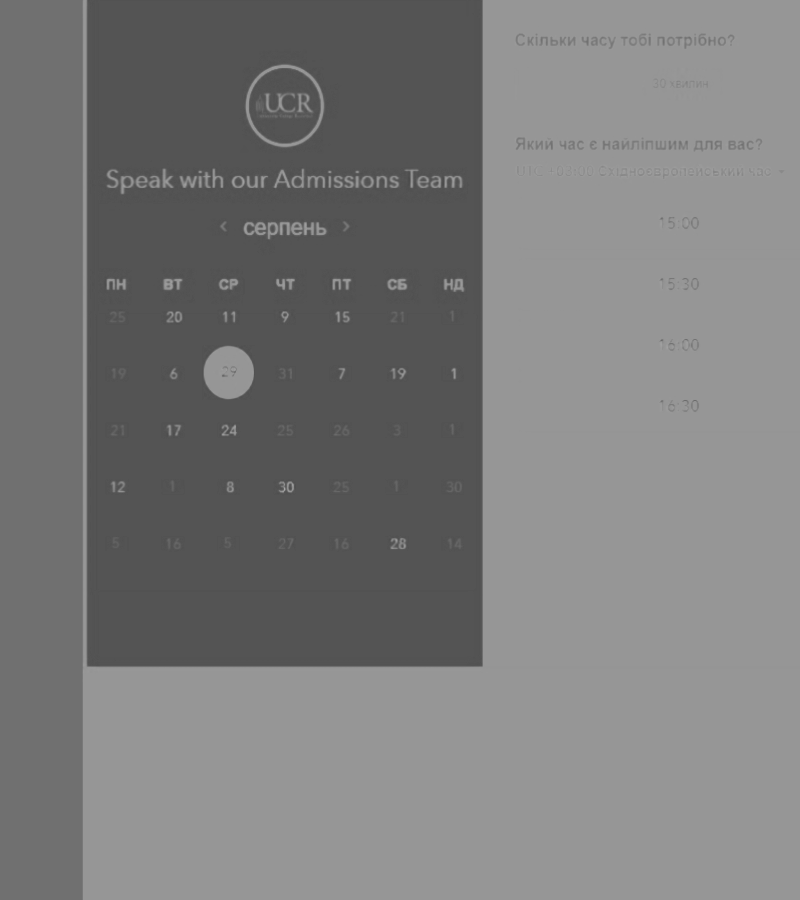 UCR
Speak with our Admissions Team
‹ серпень ›
ПН ВТ СР ЧТ ПТ СБ НД
25 20 11 9 15 21 1
19 6 29 31 7 19 1
21 17 24 25 26 3 1
12 1 8 30 25 1 30
5 16 5 27 16 28 14
Скільки часу тобі потрібно?
30 хвилин
Який час є найліпшим для вас?
Східноєвропейський час
15:00
15:30
16:00
16:30